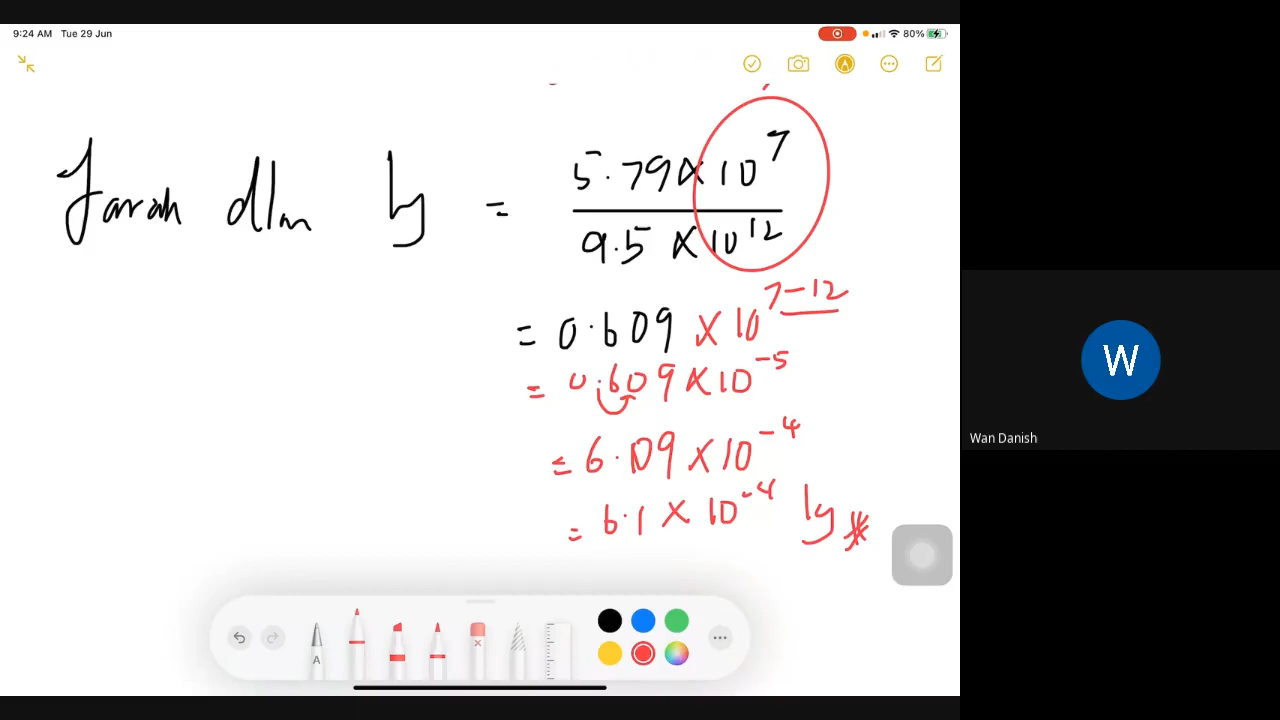 9:24 AM Tue 29 Jun
80%
Jarak dlm ly = 5.79 × 10^7
9.5 × 10^12
= 0.609 × 10^7-12
= 0.609 × 10^-5
= 6.09 × 10^-4
= 6.1 × 10^-4 ly
W
Wan Danish
A